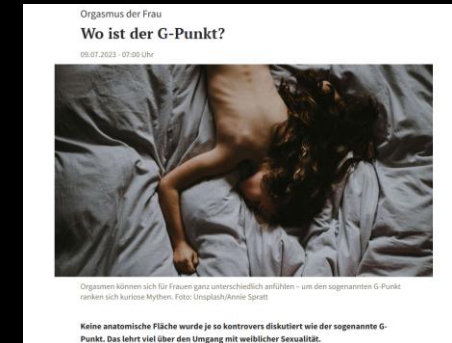 Orgasmus der Frau
Wo ist der G-Punkt?
09.07.2023 - 07:00 Uhr
Orgasmen können sich für Frauen ganz unterschiedlich anfühlen – um den sogenannten G-Punkt
ranken sich kuriose Mythen. Foto: Unsplash/Annie Spratt
Keine anatomische Fläche wurde je so kontrovers diskutiert wie der sogenannte G-
Punkt. Das lehrt viel über den Umgang mit weiblicher Sexualität.